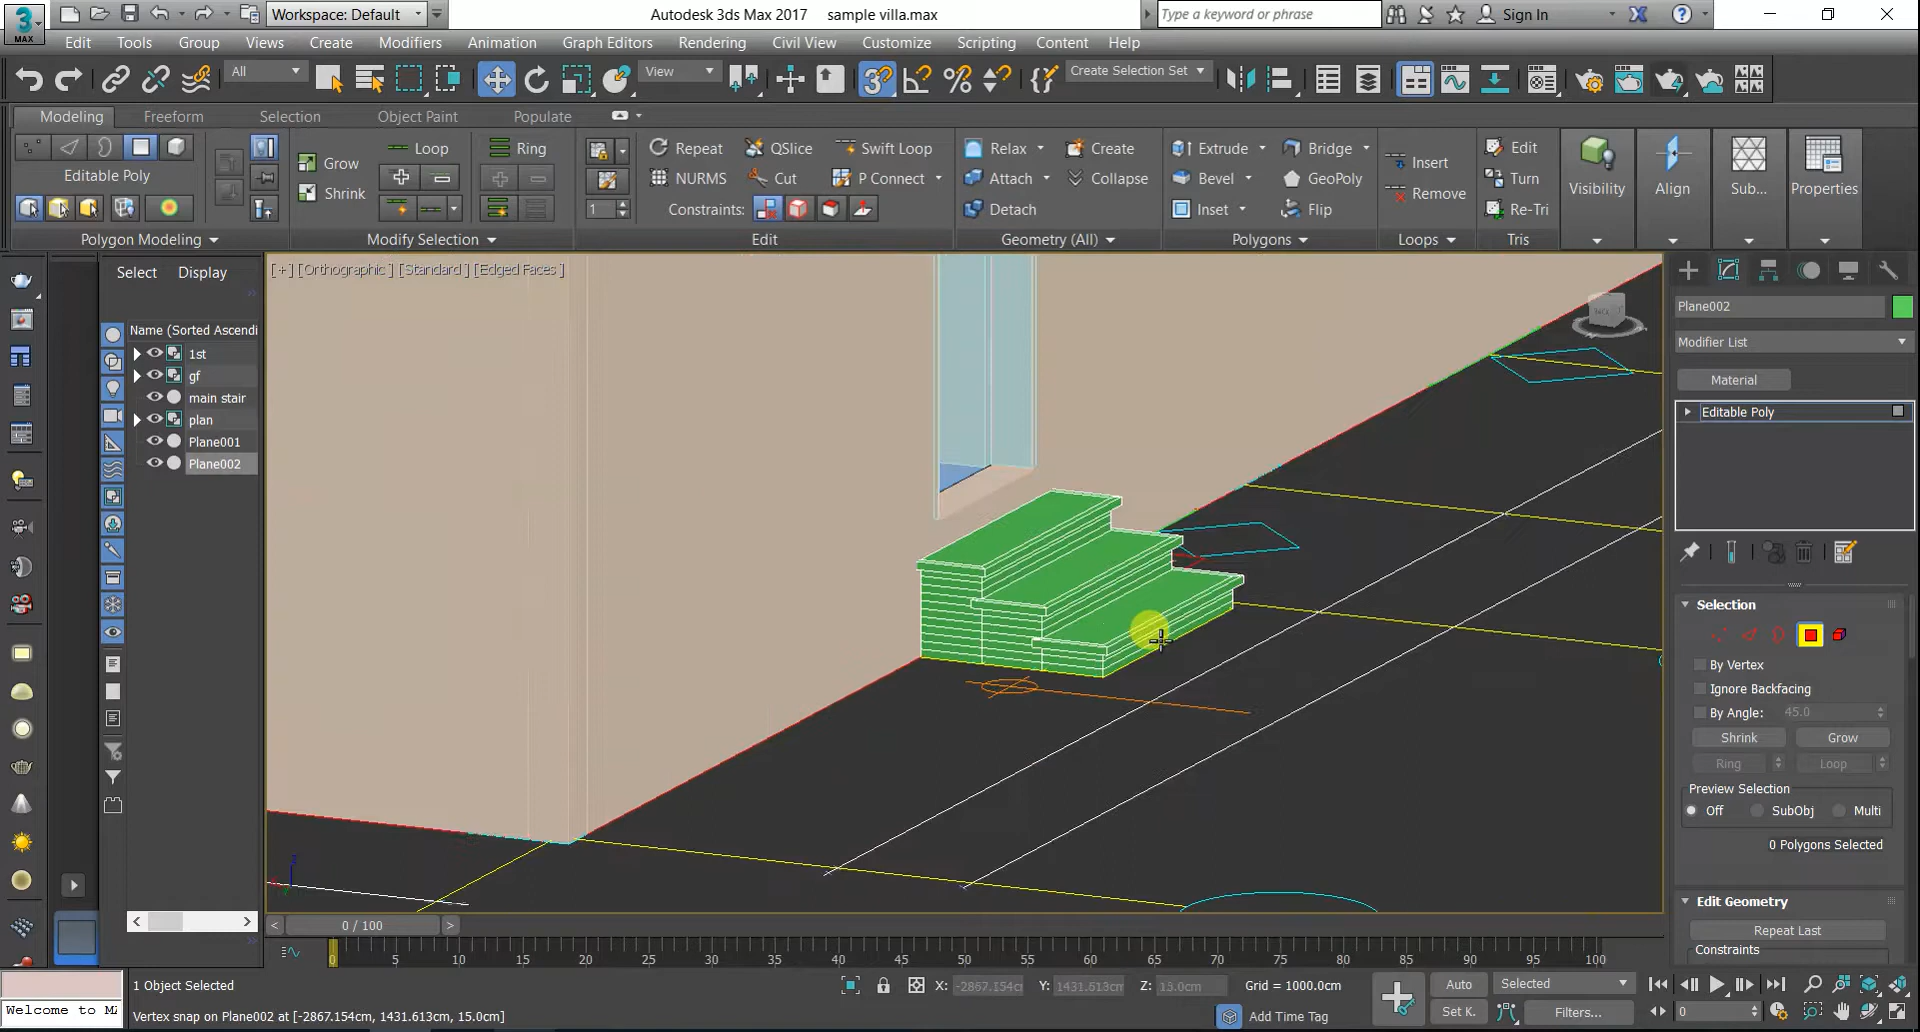 3
MAX
Workspace: Default
Autodesk 3ds Max 2017 sample villa.max
Type a keyword or phrase
Sign In
Edit Tools Group Views Create Modifiers Animation Graph Editors Rendering Civil View Customize Scripting Content Help
All
View
Create Selection Set
Modeling Freeform Selection Object Paint Populate
Editable Poly
Polygon Modeling
Grow
Shrink
Loop
Ring
Modify Selection
1
Repeat QSlice Swift Loop
NURMS Cut P Connect
Constraints:
Edit
Relax Create
Attach Collapse
Detach
Geometry (All)
Extrude Bridge
Bevel GeoPoly
Inset Flip
Polygons
Insert
Remove
Loops
Edit
Turn
Re-Tri
Tris
Visibility
Align
Sub...
Properties
Select Display
Name (Sorted Ascendi
1st
gf
main stair
plan
Plane001
Plane002
[+] [Orthographic ] [Standard ] [Edged Faces ]
Plane002
Modifier List
Material
Editable Poly
Selection
By Vertex
Ignore Backfacing
By Angle: 45.0
Shrink Grow
Ring Loop
Preview Selection
Off SubObj Multi
0 Polygons Selected
Edit Geometry
Repeat Last
Constraints
< 0 / 100 >
0 5 10 15 20 25 30 35 40 45 50 55 60 65 70 75 80 85 90 95 100
1 Object Selected
X: -2867.154cm Y: 1431.613cm Z: 15.0cm
Grid = 1000.0cm
Auto Selected
Welcome to M
Vertex snap on Plane002 at [-2867.154cm, 1431.613cm, 15.0cm]
Add Time Tag
Set K. Filters...
0